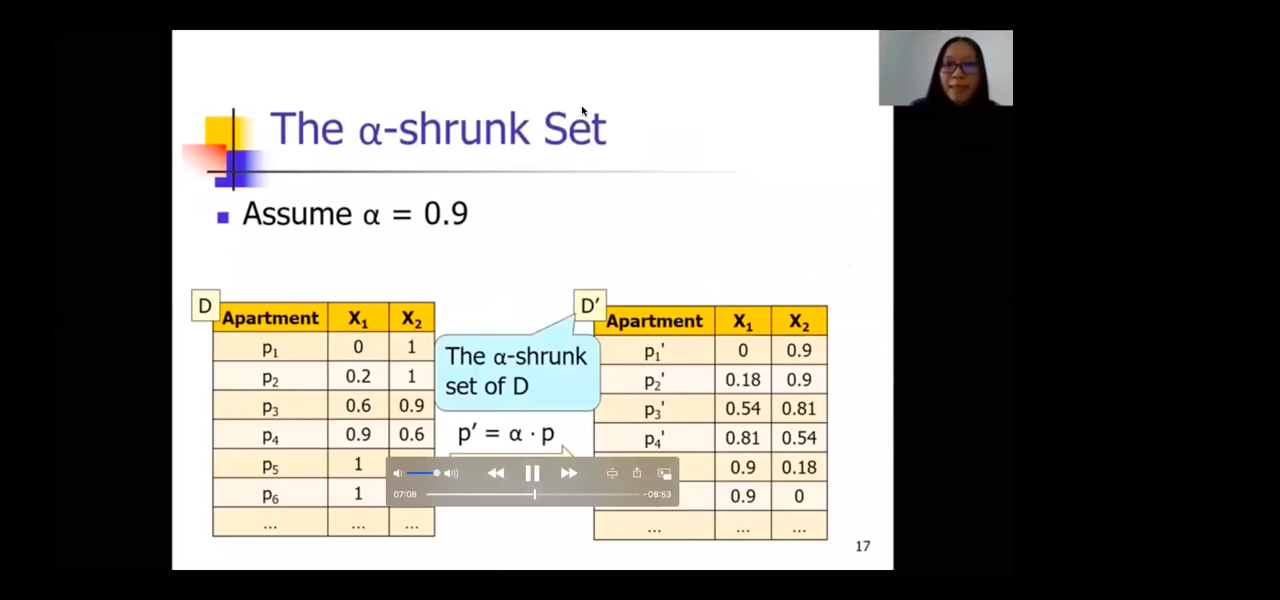 The α-shrunk Set
Assume α = 0.9
D
Apartment X₁ X₂
p₁ 0 1
p₂ 0.2 1
p₃ 0.6 0.9
p₄ 0.9 0.6
p₅ 1
p₆ 1
... ... ...
The α-shrunk
set of D
p′ = α · p
D′
Apartment X₁ X₂
p₁' 0 0.9
p₂' 0.18 0.9
p₃' 0.54 0.81
p₄' 0.81 0.54
0.9 0.18
0.9 0
... ... ...
07:08 -06:53
17